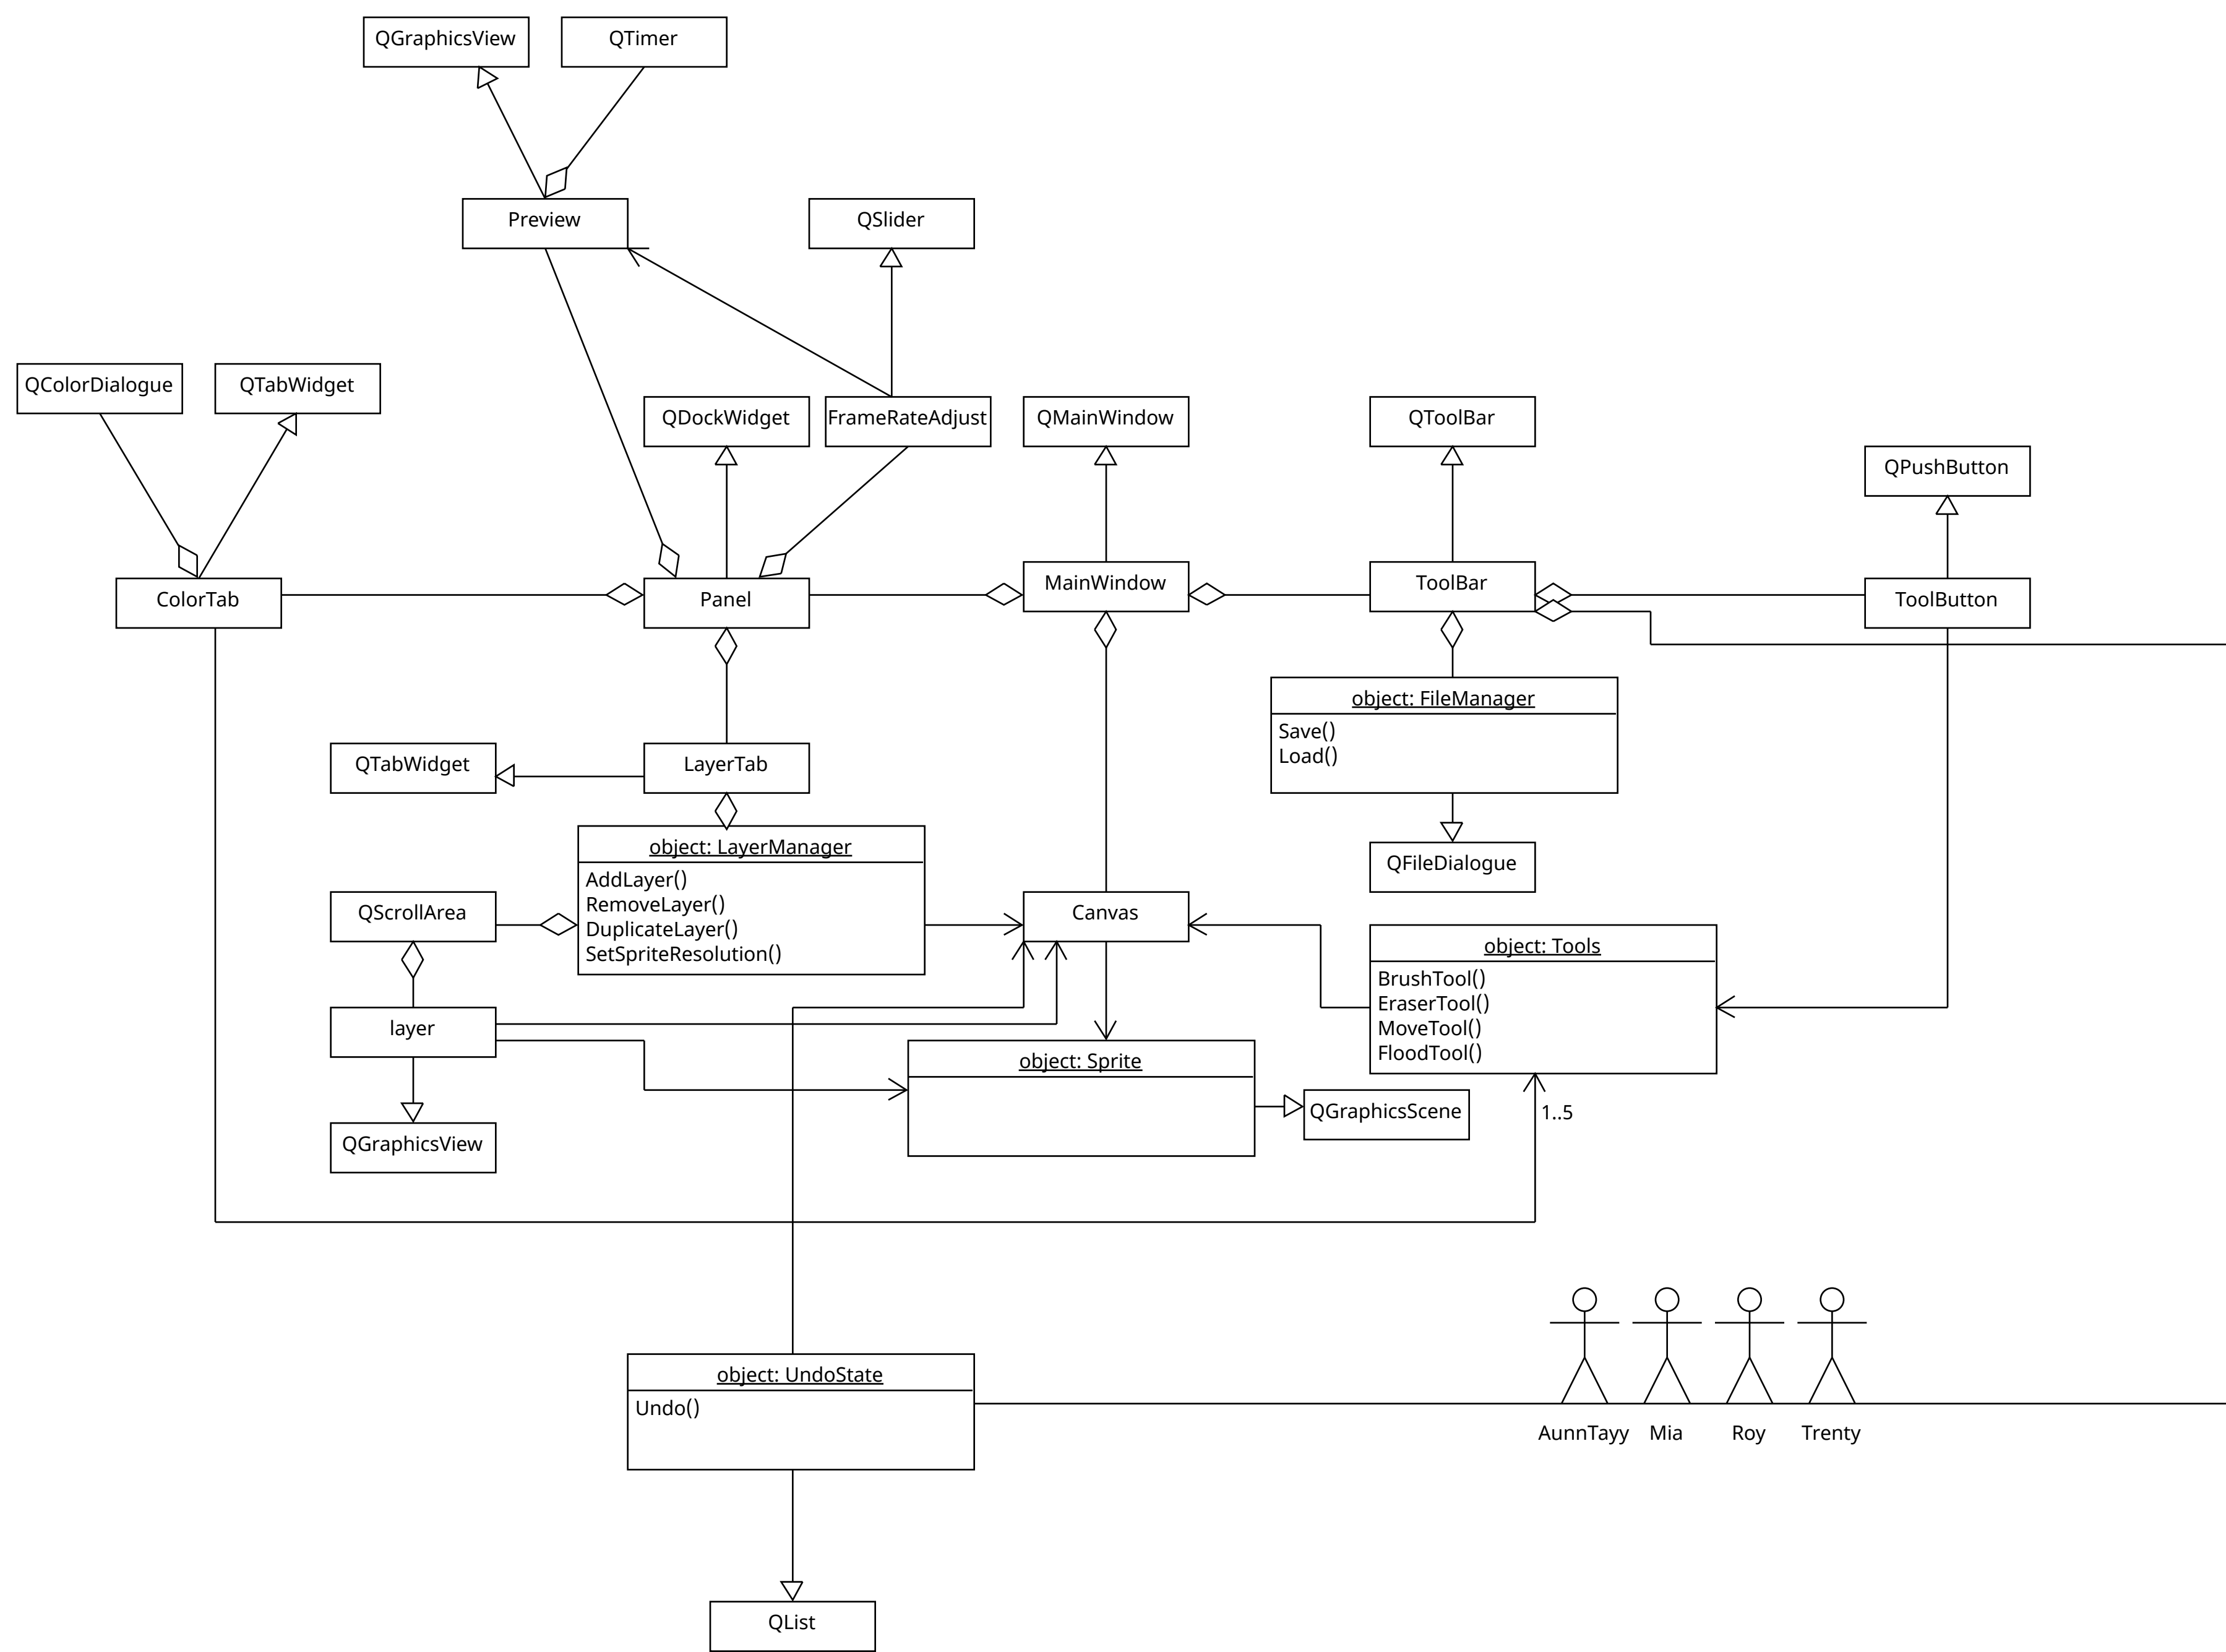 QGraphicsView
QTimer
Preview
QSlider
QColorDialogue
QTabWidget
QDockWidget
FrameRateAdjust
QMainWindow
QToolBar
QPushButton
ColorTab
Panel
MainWindow
ToolBar
ToolButton
object: FileManager
Save()
Load()
QTabWidget
LayerTab
object: LayerManager
AddLayer()
RemoveLayer()
DuplicateLayer()
SetSpriteResolution()
QFileDialogue
QScrollArea
Canvas
object: Tools
BrushTool()
EraserTool()
MoveTool()
FloodTool()
layer
object: Sprite
QGraphicsScene
1..5
QGraphicsView
object: UndoState
Undo()
AunnTayy
Mia
Roy
Trenty
QList